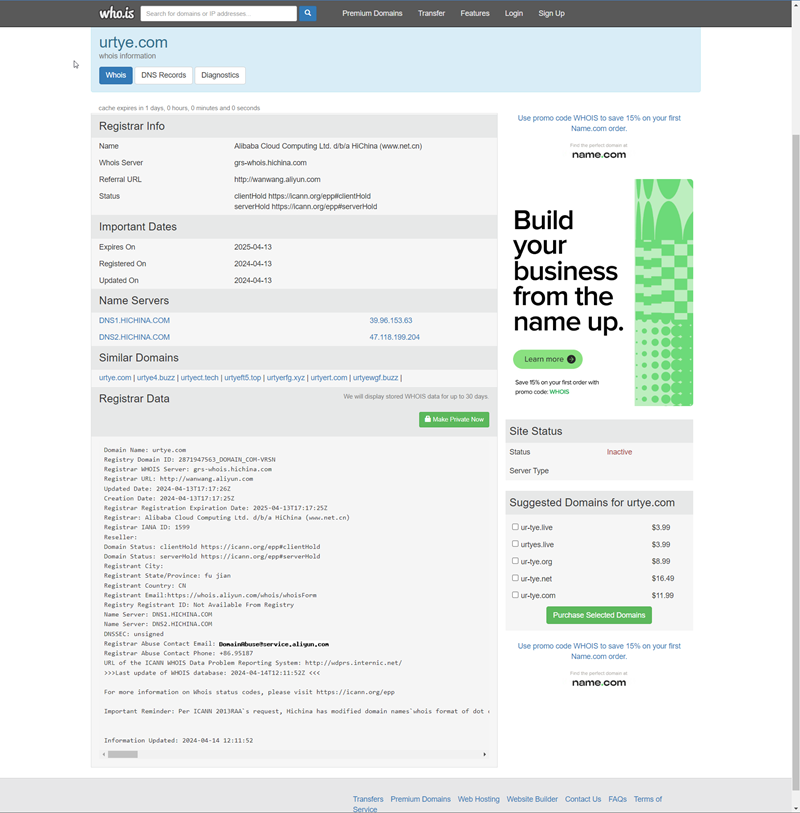 who.is Search for domains or IP addresses... Premium Domains Transfer Features Login Sign Up
urtye.com
whois information
Whois DNS Records Diagnostics
cache expires in 1 days, 0 hours, 0 minutes and 0 seconds
Registrar Info
Name Alibaba Cloud Computing Ltd. d/b/a HiChina (www.net.cn)
Whois Server grs-whois.hichina.com
Referral URL http://wanwang.aliyun.com
Status clientHold https://icann.org/epp#clientHold
serverHold https://icann.org/epp#serverHold
Important Dates
Expires On 2025-04-13
Registered On 2024-04-13
Updated On 2024-04-13
Name Servers
DNS1.HICHINA.COM 39.96.153.63
DNS2.HICHINA.COM 47.118.199.204
Similar Domains
urtye.com | urtye4.buzz | urtyect.tech | urtyeft5.top | urtyerfg.xyz | urtyert.com | urtyewgf.buzz |
Registrar Data
We will display stored WHOIS data for up to 30 days.
Make Private Now
Domain Name: urtye.com
Registry Domain ID: 2871947563_DOMAIN_COM-VRSN
Registrar WHOIS Server: grs-whois.hichina.com
Registrar URL: http://wanwang.aliyun.com
Updated Date: 2024-04-13T17:17:26Z
Creation Date: 2024-04-13T17:17:25Z
Registrar Registration Expiration Date: 2025-04-13T17:17:25Z
Registrar: Alibaba Cloud Computing Ltd. d/b/a HiChina (www.net.cn)
Registrar IANA ID: 1599
Reseller:
Domain Status: clientHold https://icann.org/epp#clientHold
Domain Status: serverHold https://icann.org/epp#serverHold
Registrant City:
Registrant State/Province: fu jian
Registrant Country: CN
Registrant Email:https://whois.aliyun.com/whois/whoisForm
Registry Registrant ID: Not Available From Registry
Name Server: DNS1.HICHINA.COM
Name Server: DNS2.HICHINA.COM
DNSSEC: unsigned
Registrar Abuse Contact Email: DomainAbuse@service.aliyun.com
Registrar Abuse Contact Phone: +86.95187
URL of the ICANN WHOIS Data Problem Reporting System: http://wdprs.internic.net/
>>>Last update of WHOIS database: 2024-04-14T12:11:52Z <<<
For more information on Whois status codes, please visit https://icann.org/epp
Important Reminder: Per ICANN 2013RAA`s request, Hichina has modified domain names`whois format of dot
Information Updated: 2024-04-14 12:11:52
Use promo code WHOIS to save 15% on your first
Name.com order.
Find the perfect domain at
name.com
Build
your
business
from the
name up.
Learn more
Save 15% on your first order with
promo code: WHOIS
Site Status
Status Inactive
Server Type
Suggested Domains for urtye.com
ur-tye.live $3.99
urtyes.live $3.99
ur-tye.org $8.99
ur-tye.net $16.49
ur-tye.com $11.99
Purchase Selected Domains
Use promo code WHOIS to save 15% on your first
Name.com order.
Find the perfect domain at
name.com
Transfers Premium Domains Web Hosting Website Builder Contact Us FAQs Terms of
Service